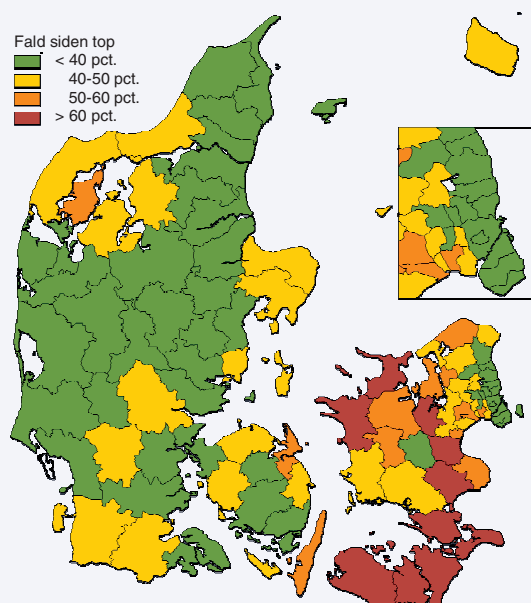 Fald siden top
< 40 pct.
40-50 pct.
50-60 pct.
> 60 pct.